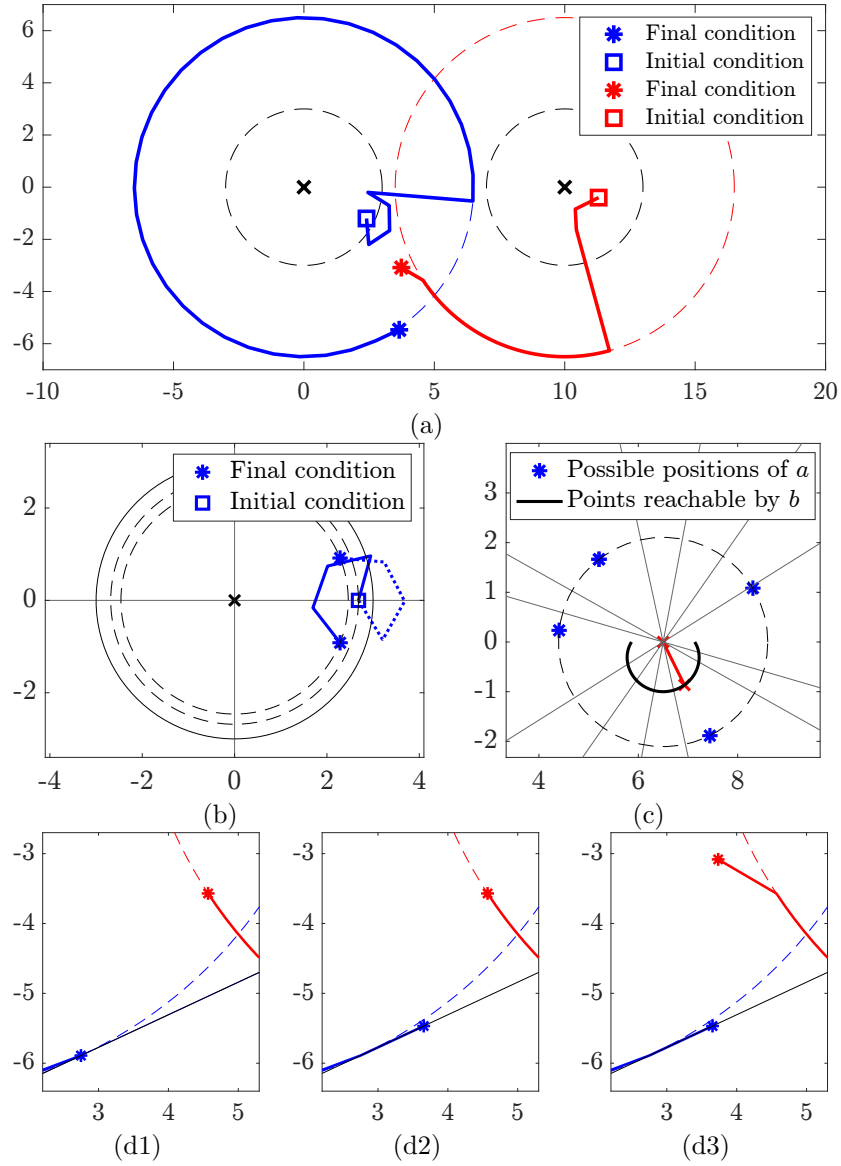 6
4
2
0
-2
-4
-6
Final condition
Initial condition
Final condition
Initial condition
-10 -5 0 5 10 15 20
(a)
2
0
-2
Final condition
Initial condition
-4 -2 0 2 4
(b)
3
2
1
0
-1
-2
Possible positions of a
Points reachable by b
4 6 8
(c)
-3
-4
-5
-6
3 4 5
(d1)
-3
-4
-5
-6
3 4 5
(d2)
-3
-4
-5
-6
3 4 5
(d3)